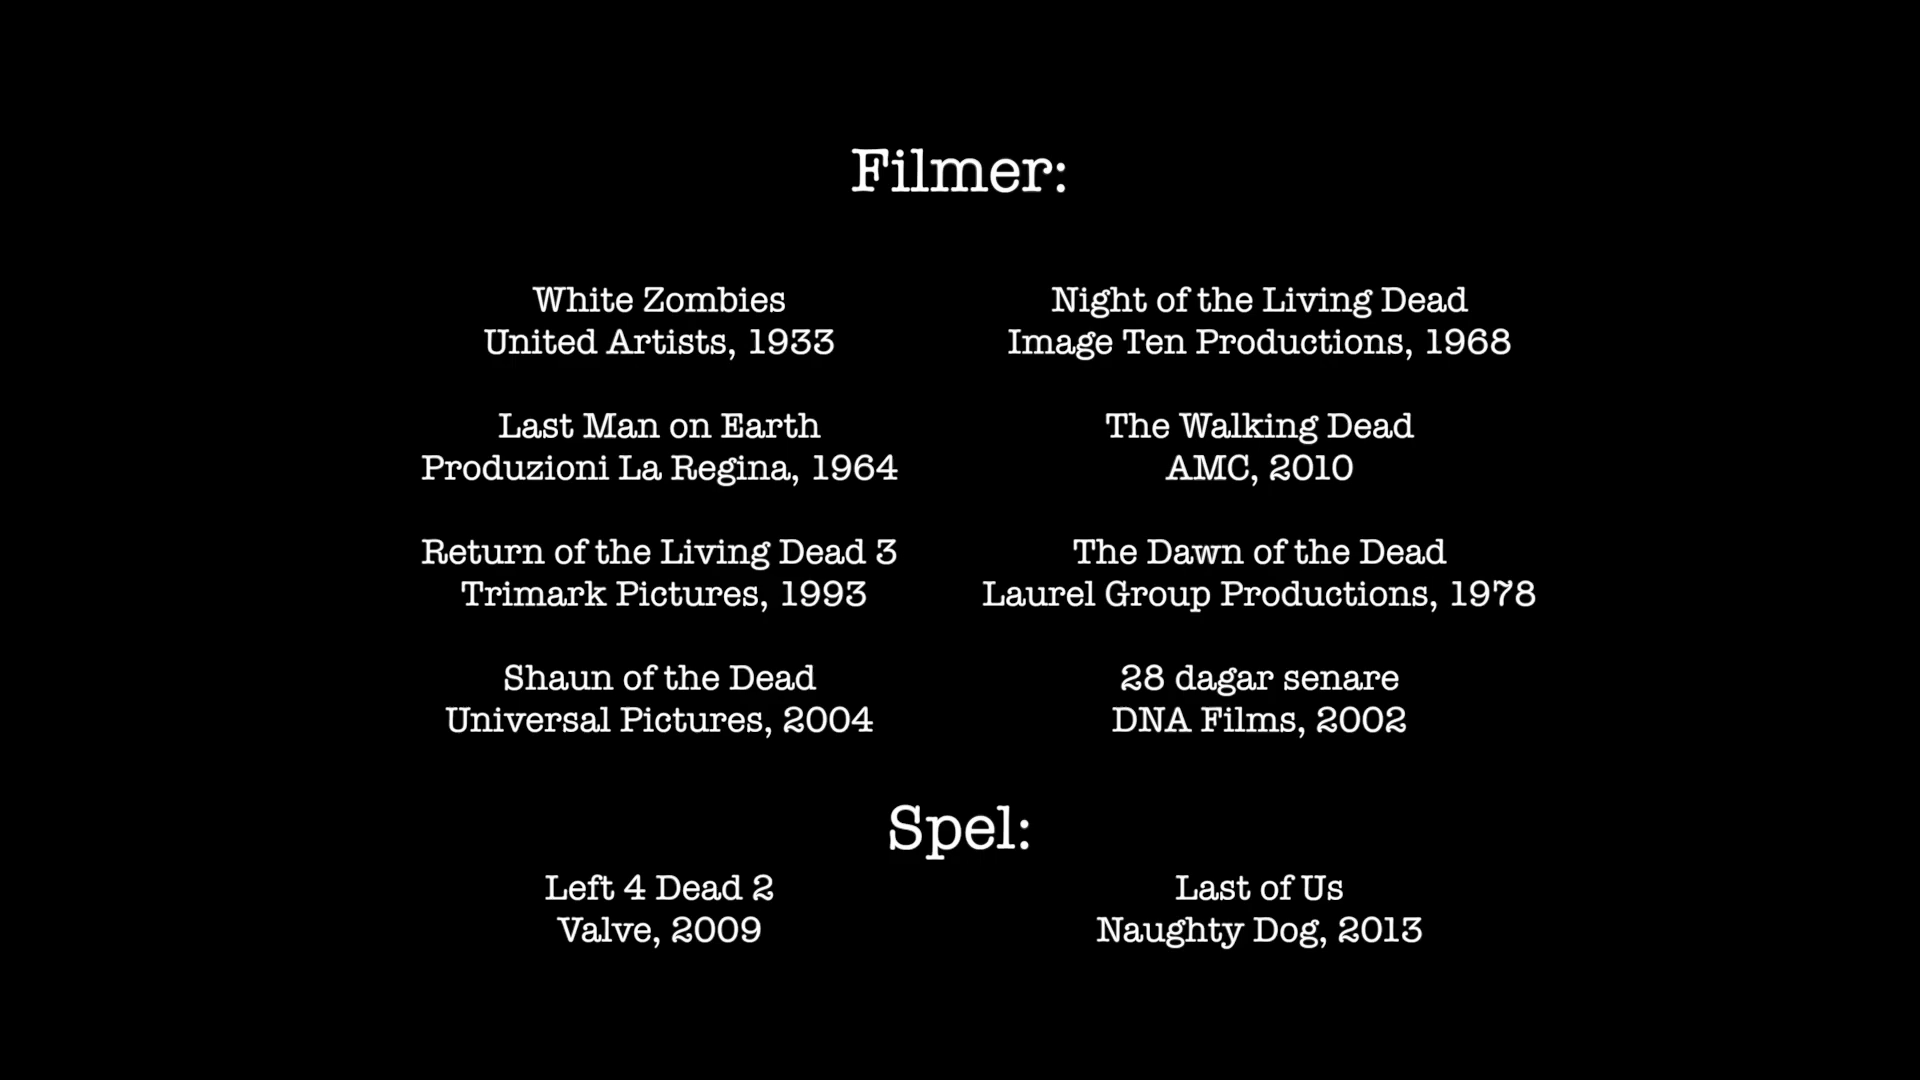 Filmer:
White Zombies
United Artists, 1933
Night of the Living Dead
Image Ten Productions, 1968
Last Man on Earth
Produzioni La Regina, 1964
The Walking Dead
AMC, 2010
Return of the Living Dead 3
Trimark Pictures, 1993
The Dawn of the Dead
Laurel Group Productions, 1978
Shaun of the Dead
Universal Pictures, 2004
28 dagar senare
DNA Films, 2002
Spel:
Left 4 Dead 2
Valve, 2009
Last of Us
Naughty Dog, 2013